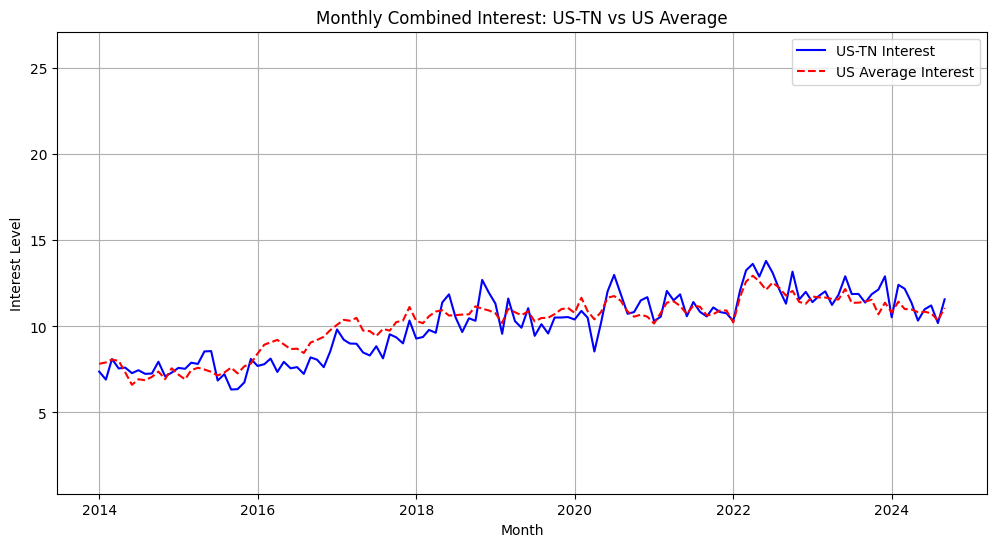 Monthly Combined Interest: US-TN vs US Average
US-TN Interest
US Average Interest
25
20
15
10
5
Interest Level
2014 2016 2018 2020 2022 2024
Month